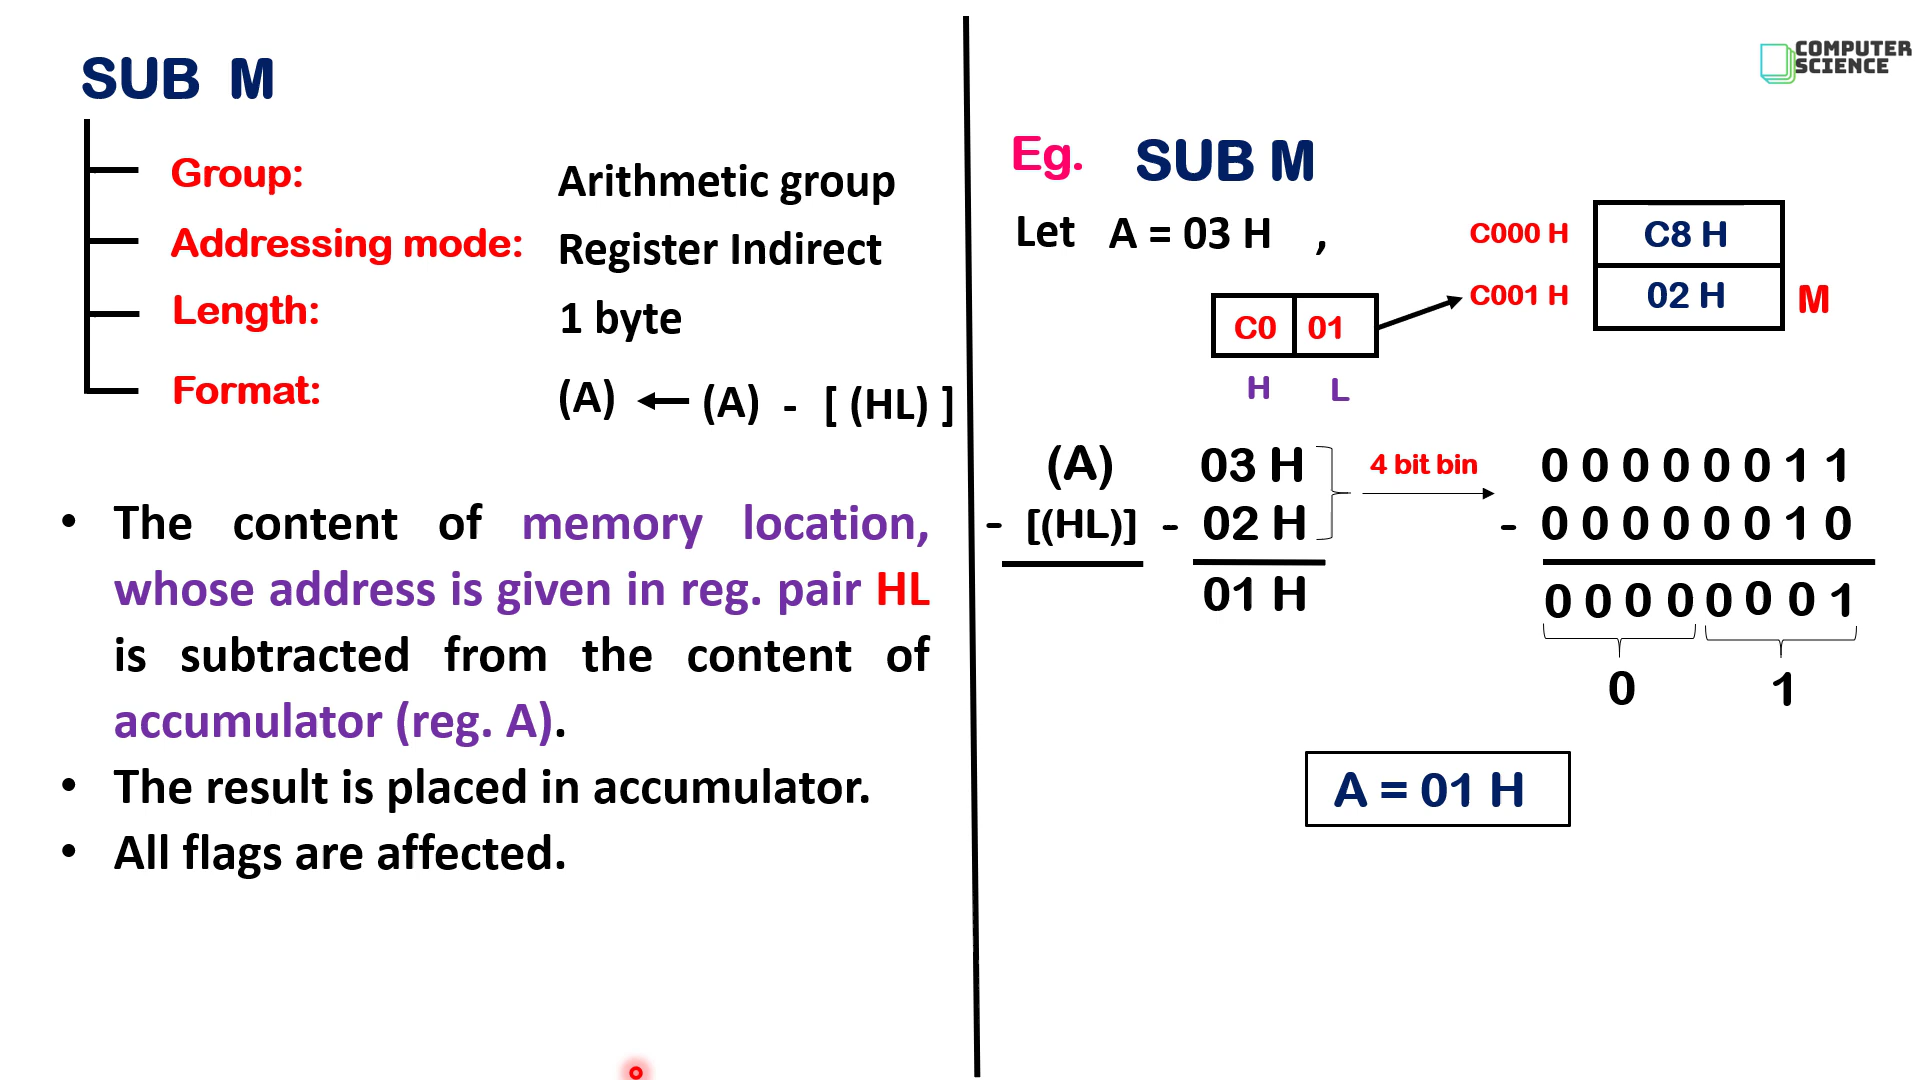 SUB M
Group: Arithmetic group
Addressing mode: Register Indirect
Length: 1 byte
Format: (A) ← (A) - [ (HL) ]
• The content of memory location,
whose address is given in reg. pair HL
is subtracted from the content of
accumulator (reg. A).
• The result is placed in accumulator.
• All flags are affected.
COMPUTER
SCIENCE
Eg. SUB M
Let A = 03 H ,
C000 H C8 H
C001 H 02 H M
C0 01
H L
(A) 03 H 4 bit bin 0 0 0 0 0 0 1 1
- [(HL)] - 02 H - 0 0 0 0 0 0 1 0
01 H 0 0 0 0 0 0 0 1
0 1
A = 01 H